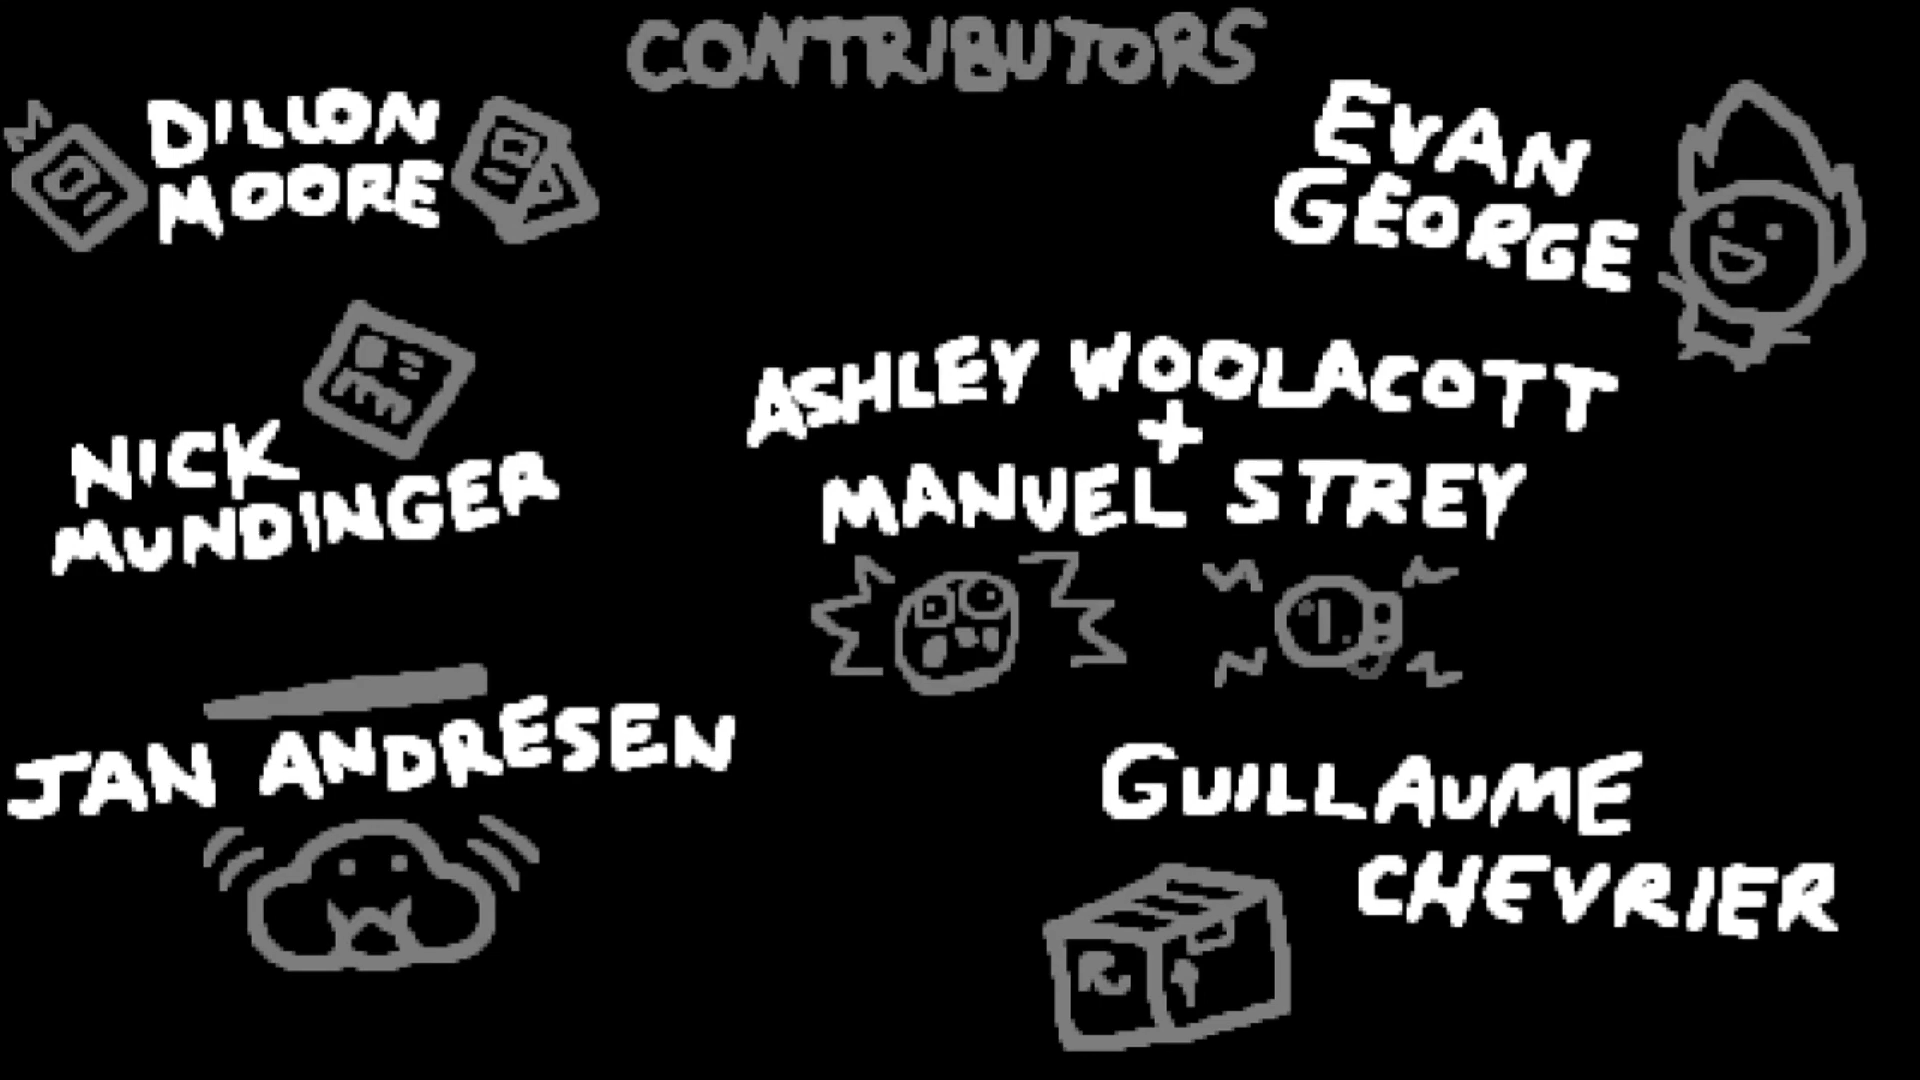 CONTRIBUTORS
DILLON
MOORE
EVAN
GEORGE
NICK
MUNDINGER
ASHLEY WOOLACOTT
+
MANUEL STREY
JAN ANDRESEN
GUILLAUME
CHEVRIER